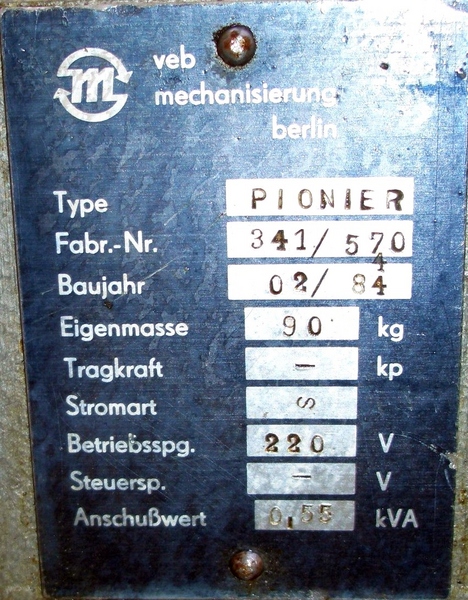 m
veb
mechanisierung
berlin
Type PIONIER
Fabr.-Nr. 341/570
Baujahr 02/84
Eigenmasse 90 kg
Tragkraft – kp
Stromart ∽
Betriebsspg. 220 V
Steuersp. – V
Anschußwert 0,55 kVA